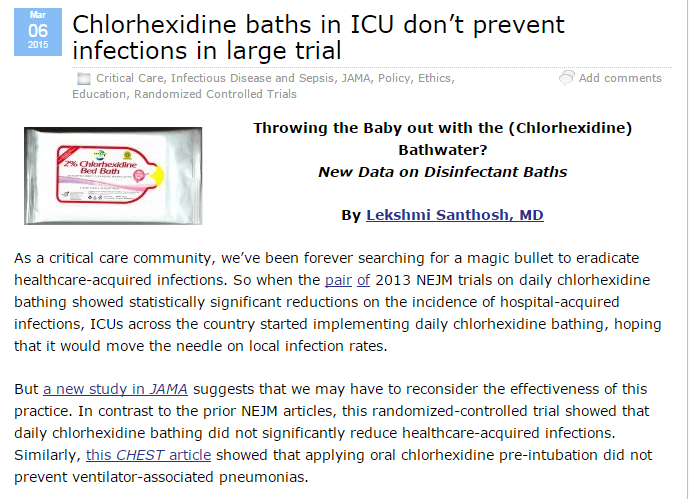 Mar
06
2015
Chlorhexidine baths in ICU don’t prevent
infections in large trial
Critical Care, Infectious Disease and Sepsis, JAMA, Policy, Ethics,
Education, Randomized Controlled Trials
Add comments
2% Chlorhexidine
Bed Bath
Throwing the Baby out with the (Chlorhexidine)
Bathwater?
New Data on Disinfectant Baths
By Lekshmi Santhosh, MD
As a critical care community, we’ve been forever searching for a magic bullet to eradicate
healthcare-acquired infections. So when the pair of 2013 NEJM trials on daily chlorhexidine
bathing showed statistically significant reductions on the incidence of hospital-acquired
infections, ICUs across the country started implementing daily chlorhexidine bathing, hoping
that it would move the needle on local infection rates.
But a new study in JAMA suggests that we may have to reconsider the effectiveness of this
practice. In contrast to the prior NEJM articles, this randomized-controlled trial showed that
daily chlorhexidine bathing did not significantly reduce healthcare-acquired infections.
Similarly, this CHEST article showed that applying oral chlorhexidine pre-intubation did not
prevent ventilator-associated pneumonias.